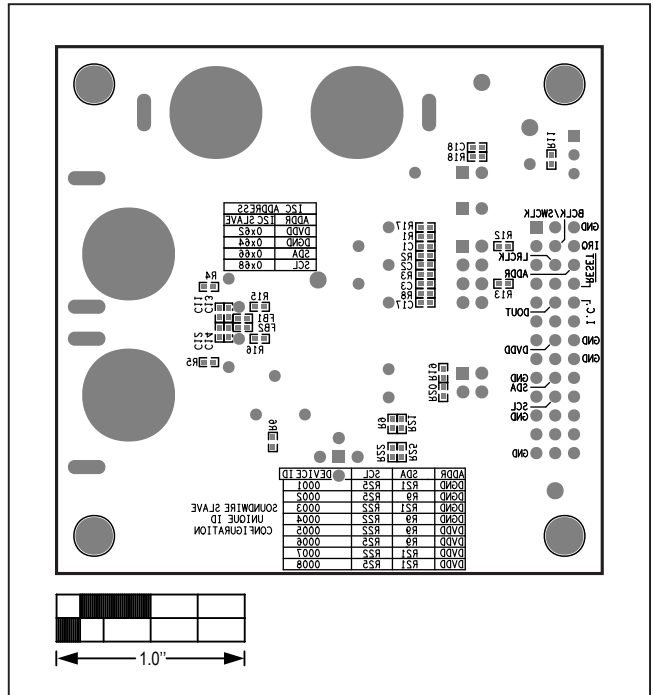 R11
C18
R18
I2C ADDRESS
ADDR I2C SLAVE
DVDD 0x62
DGND 0x64
SDA 0x66
SCL 0x68
R17
R1
C1
R2
C2
R3
C3
R8
C17
R12
R13
BCLK/SWCLK
GND
IRQ
LRCLK
RESET
ADDR
I.C.
DOUT
GND
DVDD
GND
GND
SDA
SCL
GND
GND
R4
C11
C13
R15
FB1
FB2
C12
C14
R16
R5
R19
R20
R6
R9
R21
R22
R25
ADDR SDA SCL DEVICE ID
DGND R21 R25 0001
DGND R9 R25 0002
DGND R21 R22 0003
DGND R9 R22 0004
DVDD R9 R22 0005
DVDD R9 R25 0006
DVDD R21 R22 0007
DVDD R21 R25 0008
SOUNDWIRE SLAVE
UNIQUE ID
CONFIGURATION
1.0”